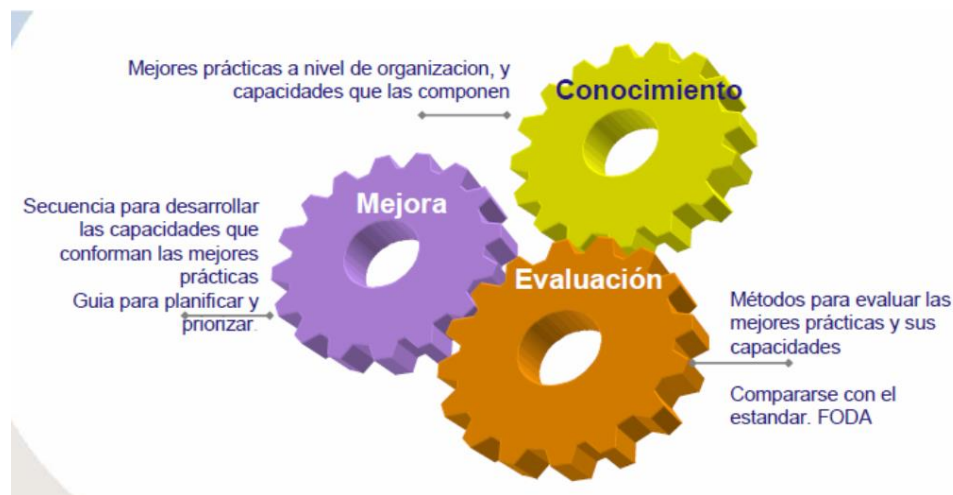 Mejores prácticas a nivel de organizacion, y
capacidades que las componen
Conocimiento
Mejora
Secuencia para desarrollar
las capacidades que
conforman las mejores
prácticas
Guia para planificar y
priorizar.
Evaluación
Métodos para evaluar las
mejores prácticas y sus
capacidades
Compararse con el
estandar. FODA